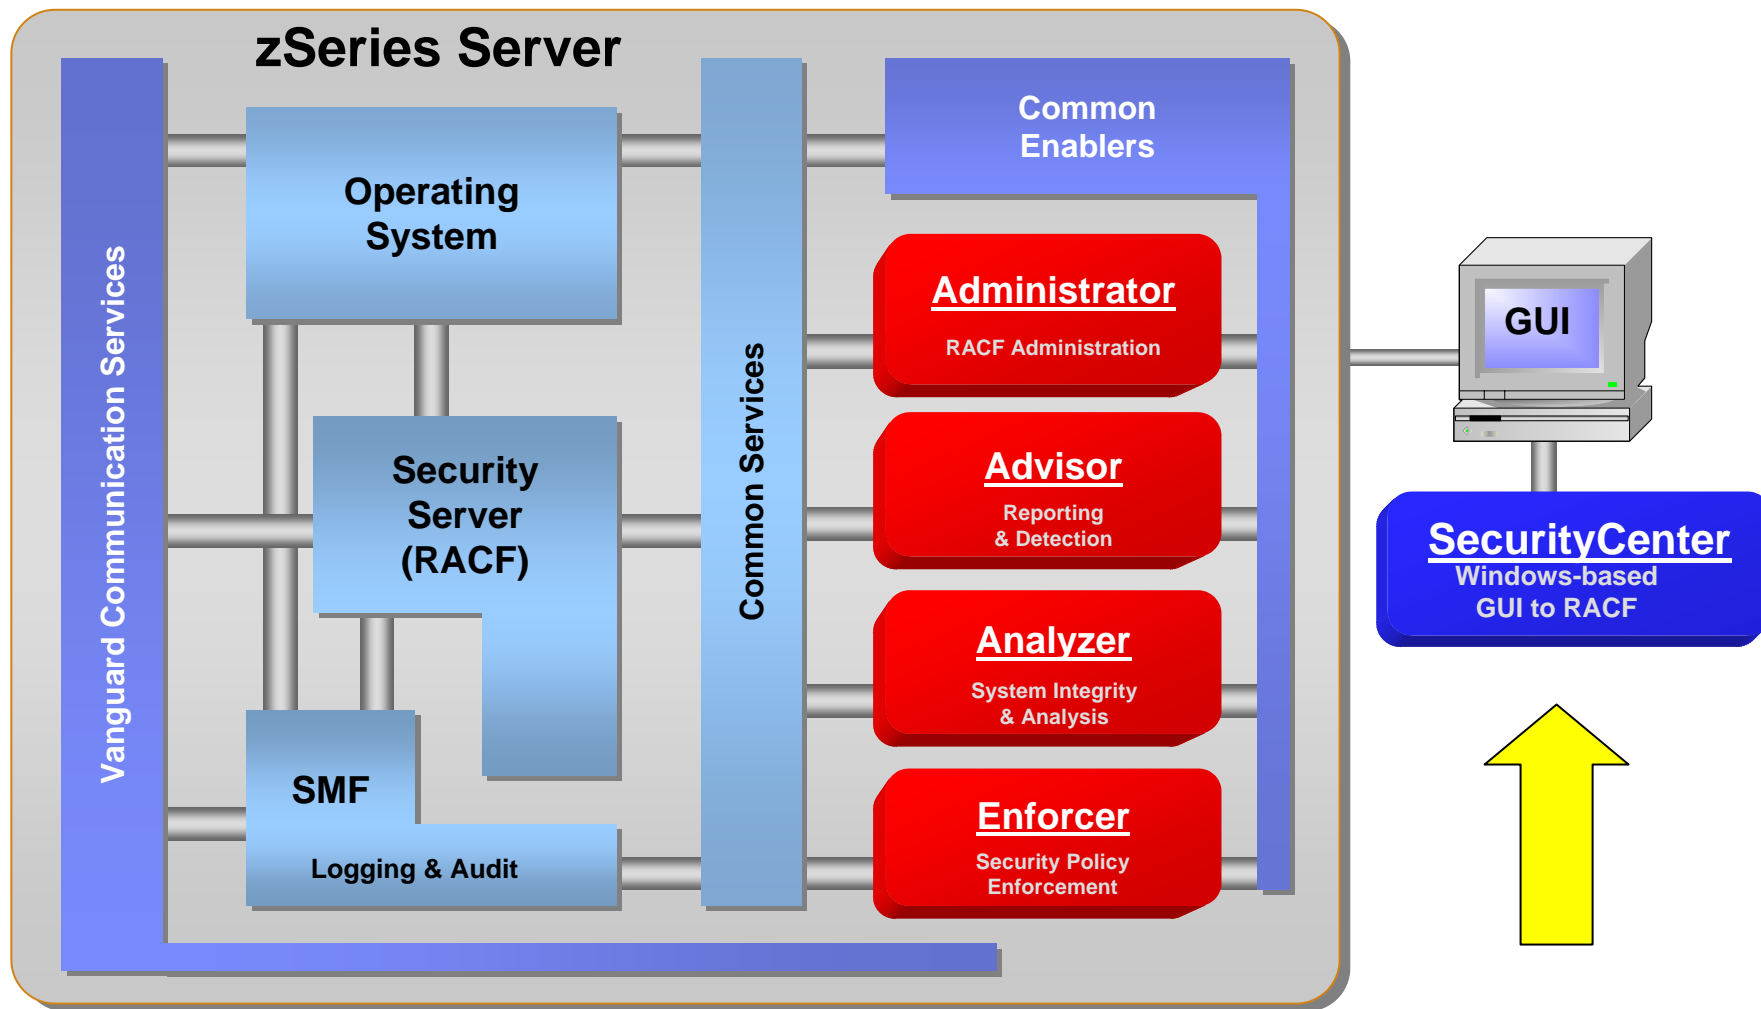 zSeries Server
Vanguard Communication Services
Operating
System
Security
Server
(RACF)
SMF
Logging & Audit
Common Services
Common
Enablers
Administrator
RACF Administration
Advisor
Reporting
& Detection
Analyzer
System Integrity
& Analysis
Enforcer
Security Policy
Enforcement
GUI
SecurityCenter
Windows-based
GUI to RACF